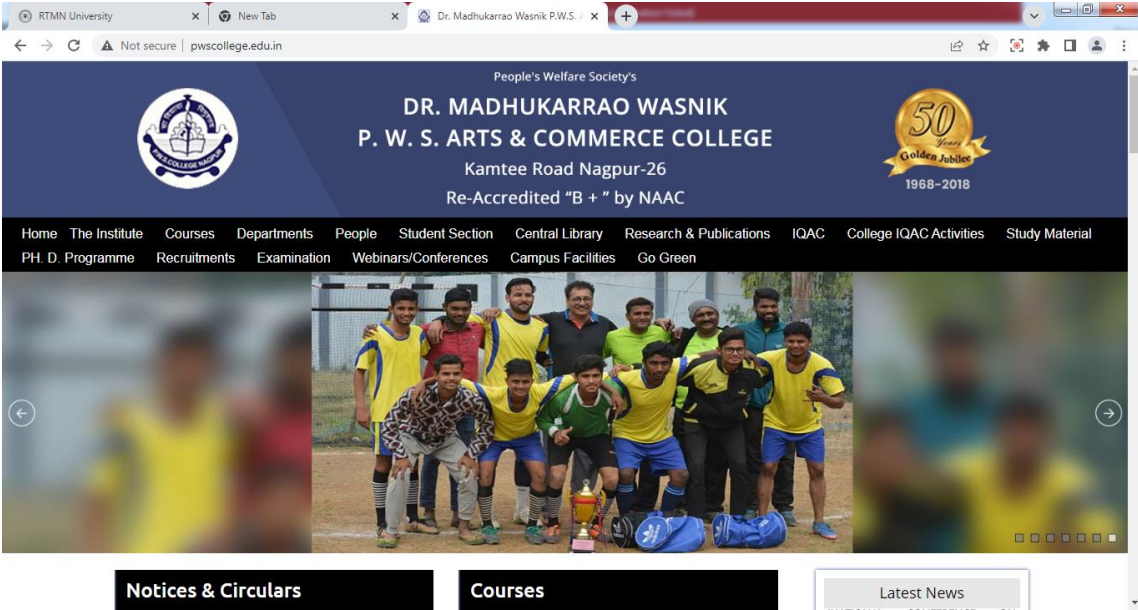 RTMN University
New Tab
Dr. Madhukarrao Wasnik P.W.S.
Not secure | pwscollege.edu.in
People's Welfare Society's
DR. MADHUKARRAO WASNIK
P. W. S. ARTS & COMMERCE COLLEGE
Kamtee Road Nagpur-26
Re-Accredited “B + ” by NAAC
P.W.S.COLLEGE NAGPUR
50
Years
Golden Jubilee
1968-2018
Home The Institute Courses Departments People Student Section Central Library Research & Publications IQAC College IQAC Activities Study Material
PH. D. Programme Recruitments Examination Webinars/Conferences Campus Facilities Go Green
Notices & Circulars
Courses
Latest News